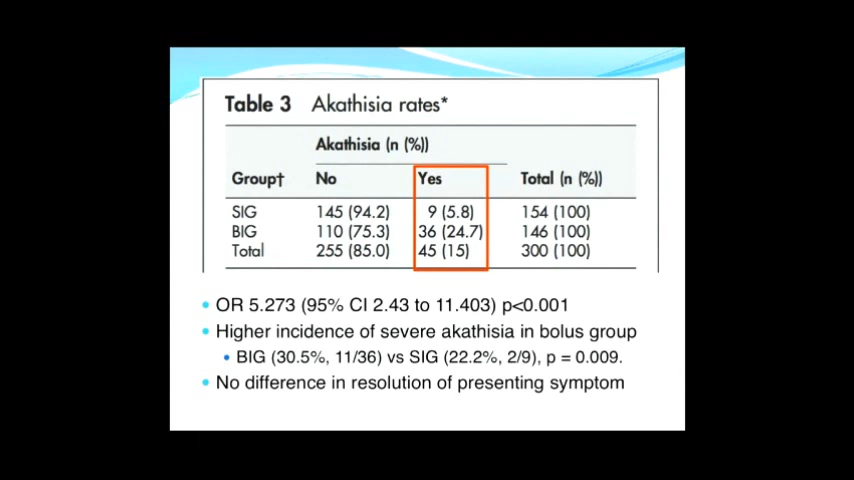 Table 3 Akathisia rates*
Akathisia (n (%))
Group† No Yes Total (n (%))
SIG 145 (94.2) 9 (5.8) 154 (100)
BIG 110 (75.3) 36 (24.7) 146 (100)
Total 255 (85.0) 45 (15) 300 (100)
• OR 5.273 (95% CI 2.43 to 11.403) p<0.001
• Higher incidence of severe akathisia in bolus group
• BIG (30.5%, 11/36) vs SIG (22.2%, 2/9), p = 0.009.
• No difference in resolution of presenting symptom